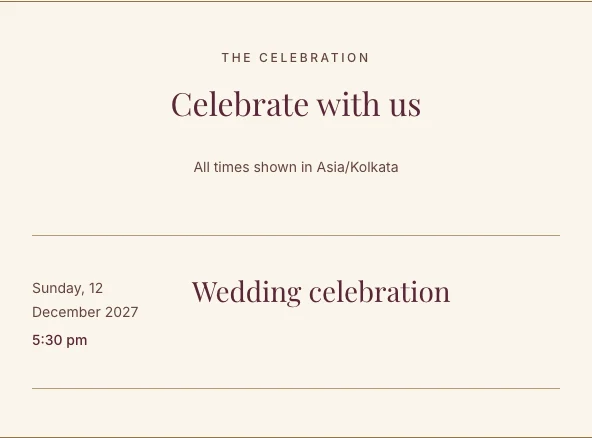 THE CELEBRATION
Celebrate with us
All times shown in Asia/Kolkata
Sunday, 12
December 2027
5:30 pm
Wedding celebration